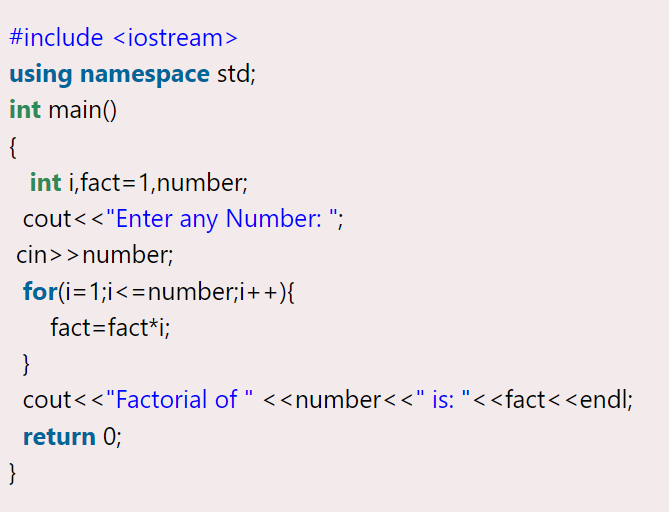 #include <iostream>
using namespace std;
int main()
{
int i,fact=1,number;
cout<<"Enter any Number: ";
cin>>number;
for(i=1;i<=number;i++){
fact=fact*i;
}
cout<<"Factorial of " <<number<<" is: "<<fact<<endl;
return 0;
}